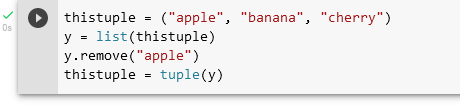 thistuple = ("apple", "banana", "cherry")
y = list(thistuple)
y.remove("apple")
thistuple = tuple(y)
0s